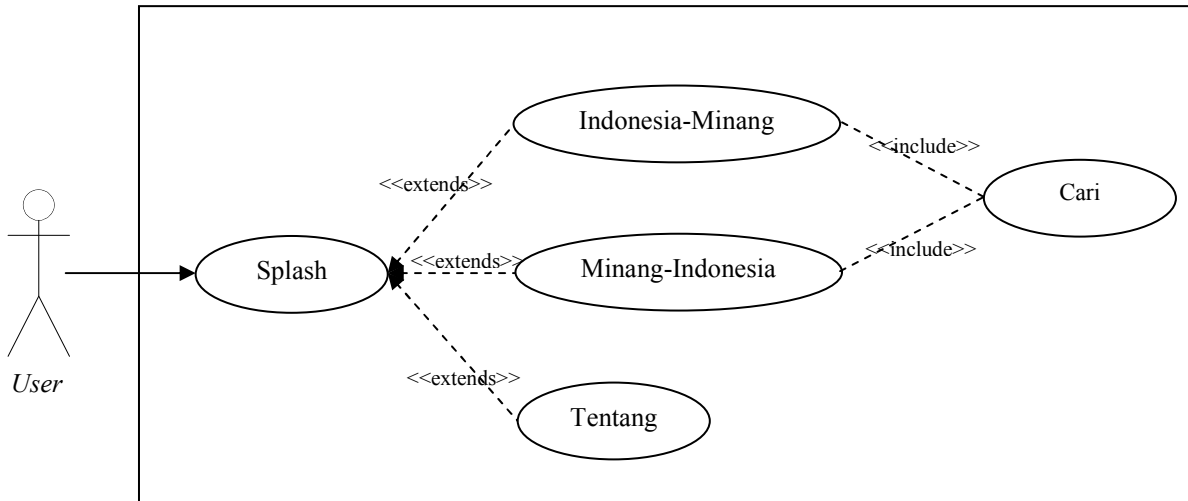 Indonesia-Minang
<<include>>
<<extends>>
Cari
Splash
<<extends>>
Minang-Indonesia
<<include>>
<<extends>>
Tentang
User